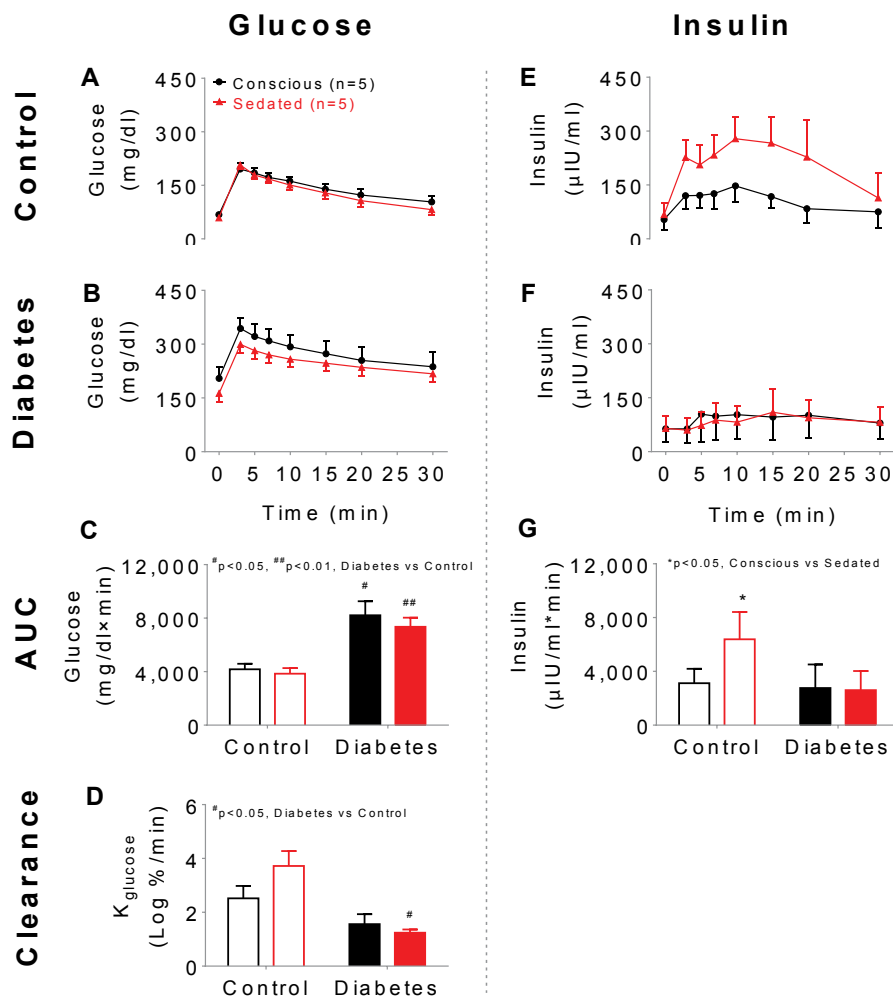 Glucose
Insulin
Control
Diabetes
AUC
Clearance
A
Conscious (n=5)
Sedated (n=5)
450
300
150
0
Glucose
(mg/dl)
E
450
300
150
0
Insulin
(µIU/ml)
B
450
300
150
0
Glucose
(mg/dl)
0 5 10 15 20 25 30
Time (min)
F
450
300
150
0
Insulin
(µIU/ml)
0 5 10 15 20 25 30
Time (min)
C
#p<0.05, ##p<0.01, Diabetes vs Control
12,000
8,000
4,000
0
Glucose
(mg/dl×min)
#
##
Control Diabetes
G
*p<0.05, Conscious vs Sedated
12,000
8,000
4,000
0
Insulin
(µIU/ml*min)
*
Control Diabetes
D
#p<0.05, Diabetes vs Control
6
4
2
0
Kglucose
(Log %/min)
#
Control Diabetes